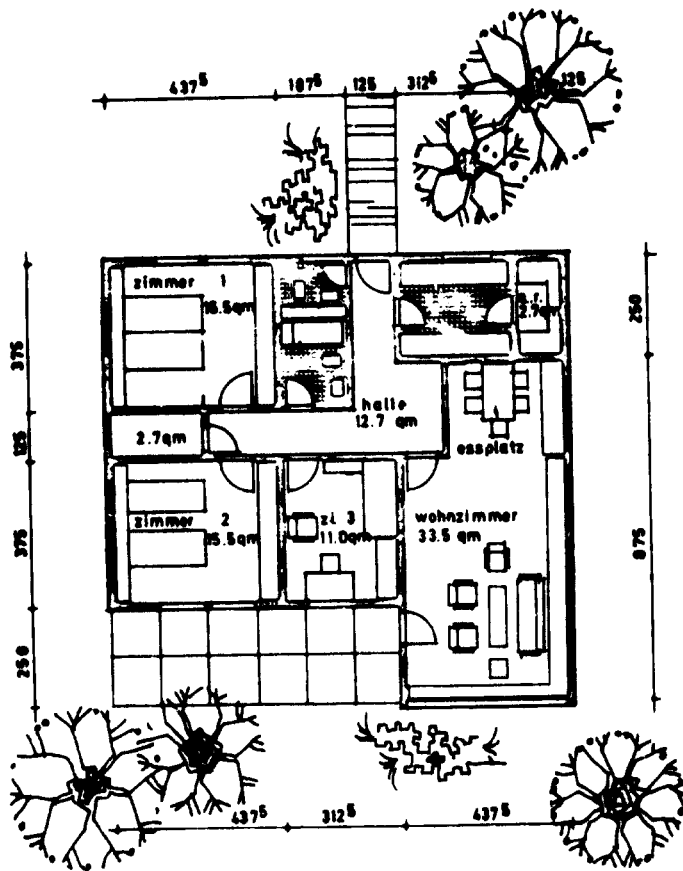 437⁵ 187⁵ 125 312⁵ 125
zimmer 1
16.5qm
a.r.
2.7qm
250
375
halle
12.7 qm
125
2.7qm
essplatz
zimmer 2
15.5qm
zi 3
11.0qm
wohnzimmer
33.5 qm
375
875
250
437⁵ 312⁵ 437⁵